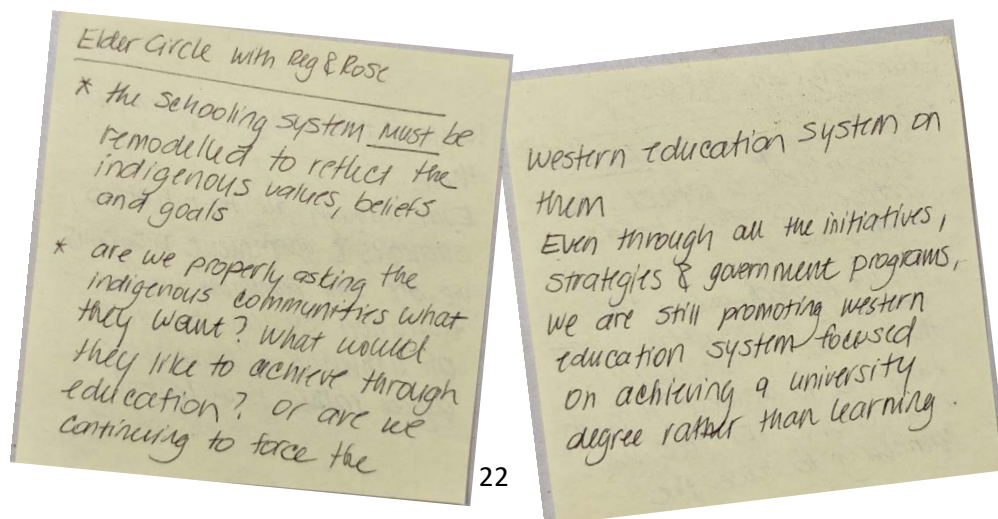 Elder Circle with Reg & Rose
* the schooling system must be
remodelled to reflect the
indigenous values, beliefs
and goals
* are we properly asking the
indigenous communities what
they want? What would
they like to achieve through
education? or are we
continuing to force the
western education system on
them
Even through all the initiatives,
strategies & government programs,
we are still promoting western
education system focused
on achieving a university
degree rather than learning.
22